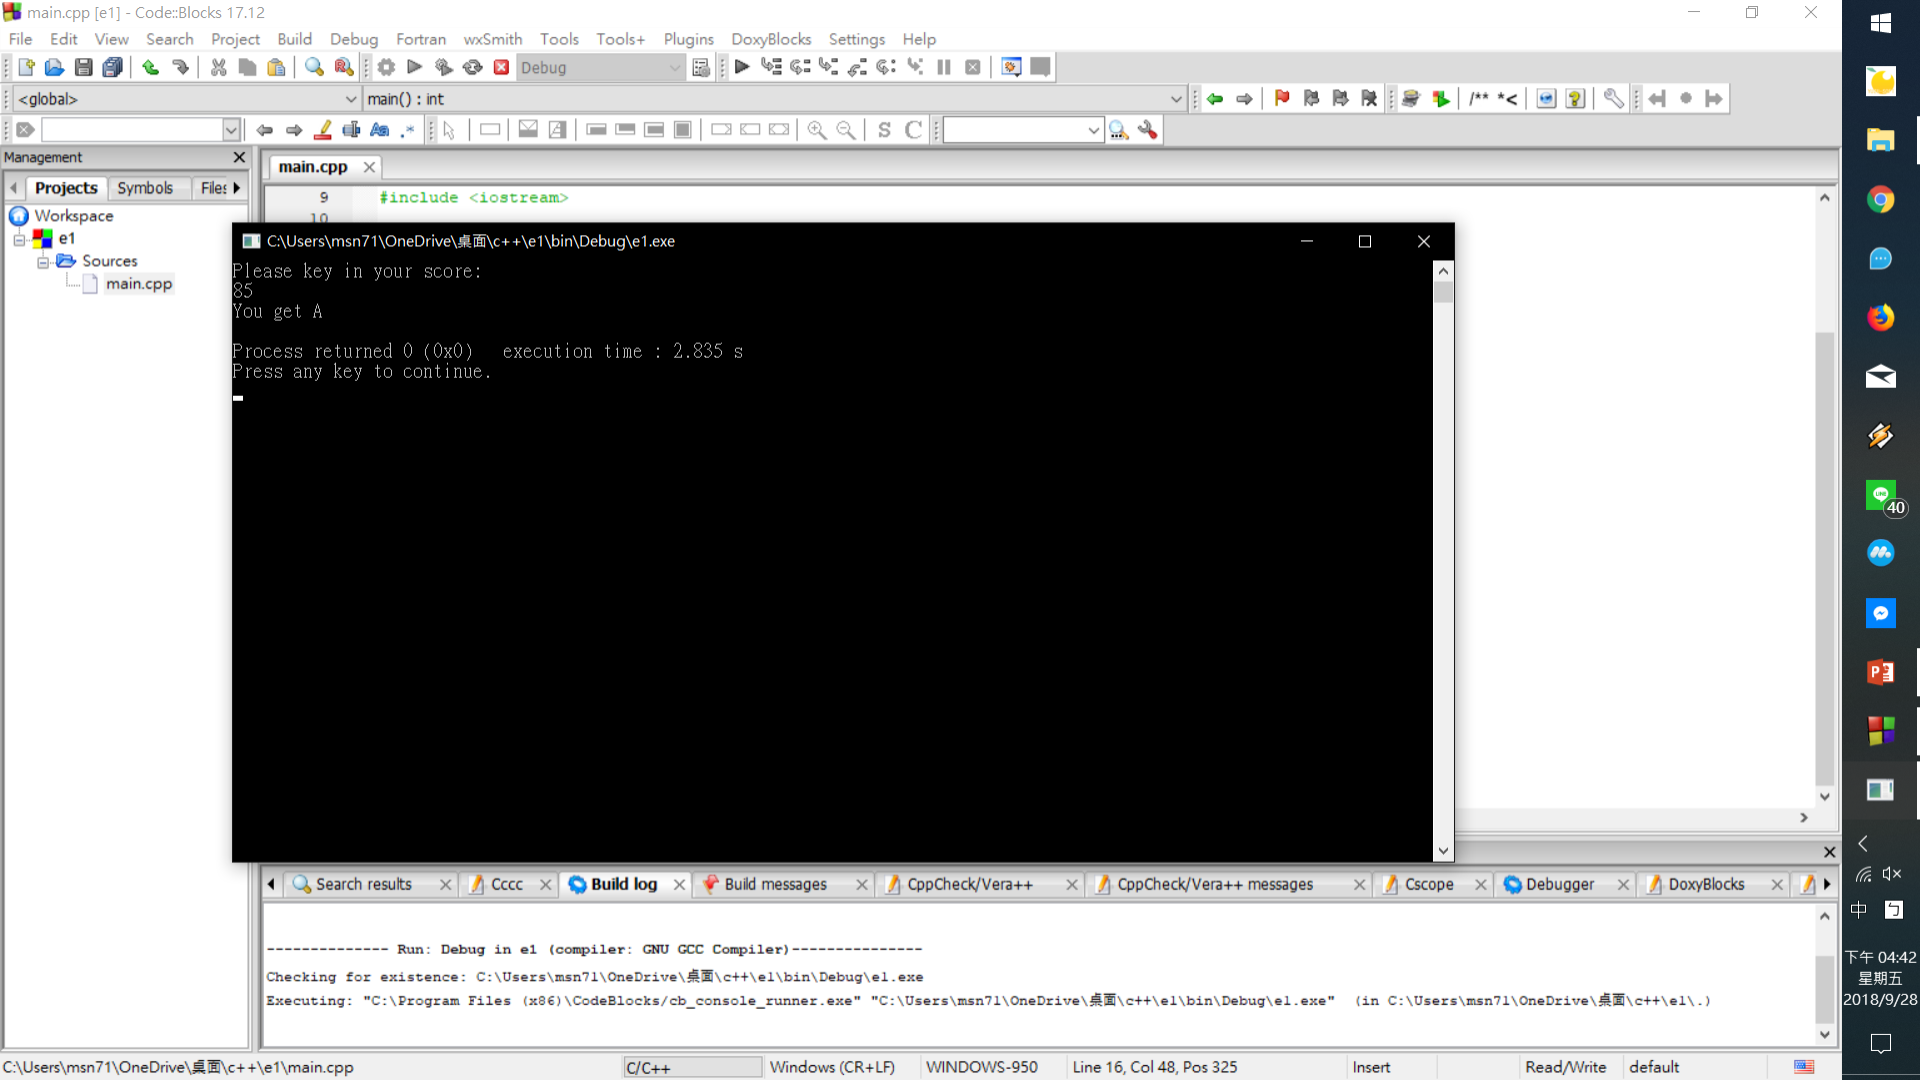 main.cpp [e1] - Code::Blocks 17.12
File Edit View Search Project Build Debug Fortran wxSmith Tools Tools+ Plugins DoxyBlocks Settings Help
Debug
<global> main() : int /** *<
S C
Management
main.cpp
Projects Symbols Files
9 #include <iostream>
10
Workspace
e1
Sources
main.cpp
C:\Users\msn71\OneDrive\桌面\c++\e1\bin\Debug\e1.exe
Please key in your score:
85
You get A
Process returned 0 (0x0) execution time : 2.835 s
Press any key to continue.
Search results Cccc Build log Build messages CppCheck/Vera++ CppCheck/Vera++ messages Cscope Debugger DoxyBlocks
-------------- Run: Debug in e1 (compiler: GNU GCC Compiler)---------------
Checking for existence: C:\Users\msn71\OneDrive\桌面\c++\e1\bin\Debug\e1.exe
Executing: "C:\Program Files (x86)\CodeBlocks/cb_console_runner.exe" "C:\Users\msn71\OneDrive\桌面\c++\e1\bin\Debug\e1.exe" (in C:\Users\msn71\OneDrive\桌面\c++\e1\.)
C:\Users\msn71\OneDrive\桌面\c++\e1\main.cpp C/C++ Windows (CR+LF) WINDOWS-950 Line 16, Col 48, Pos 325 Insert Read/Write default
40
中 ㄅ
下午 04:42
星期五
2018/9/28